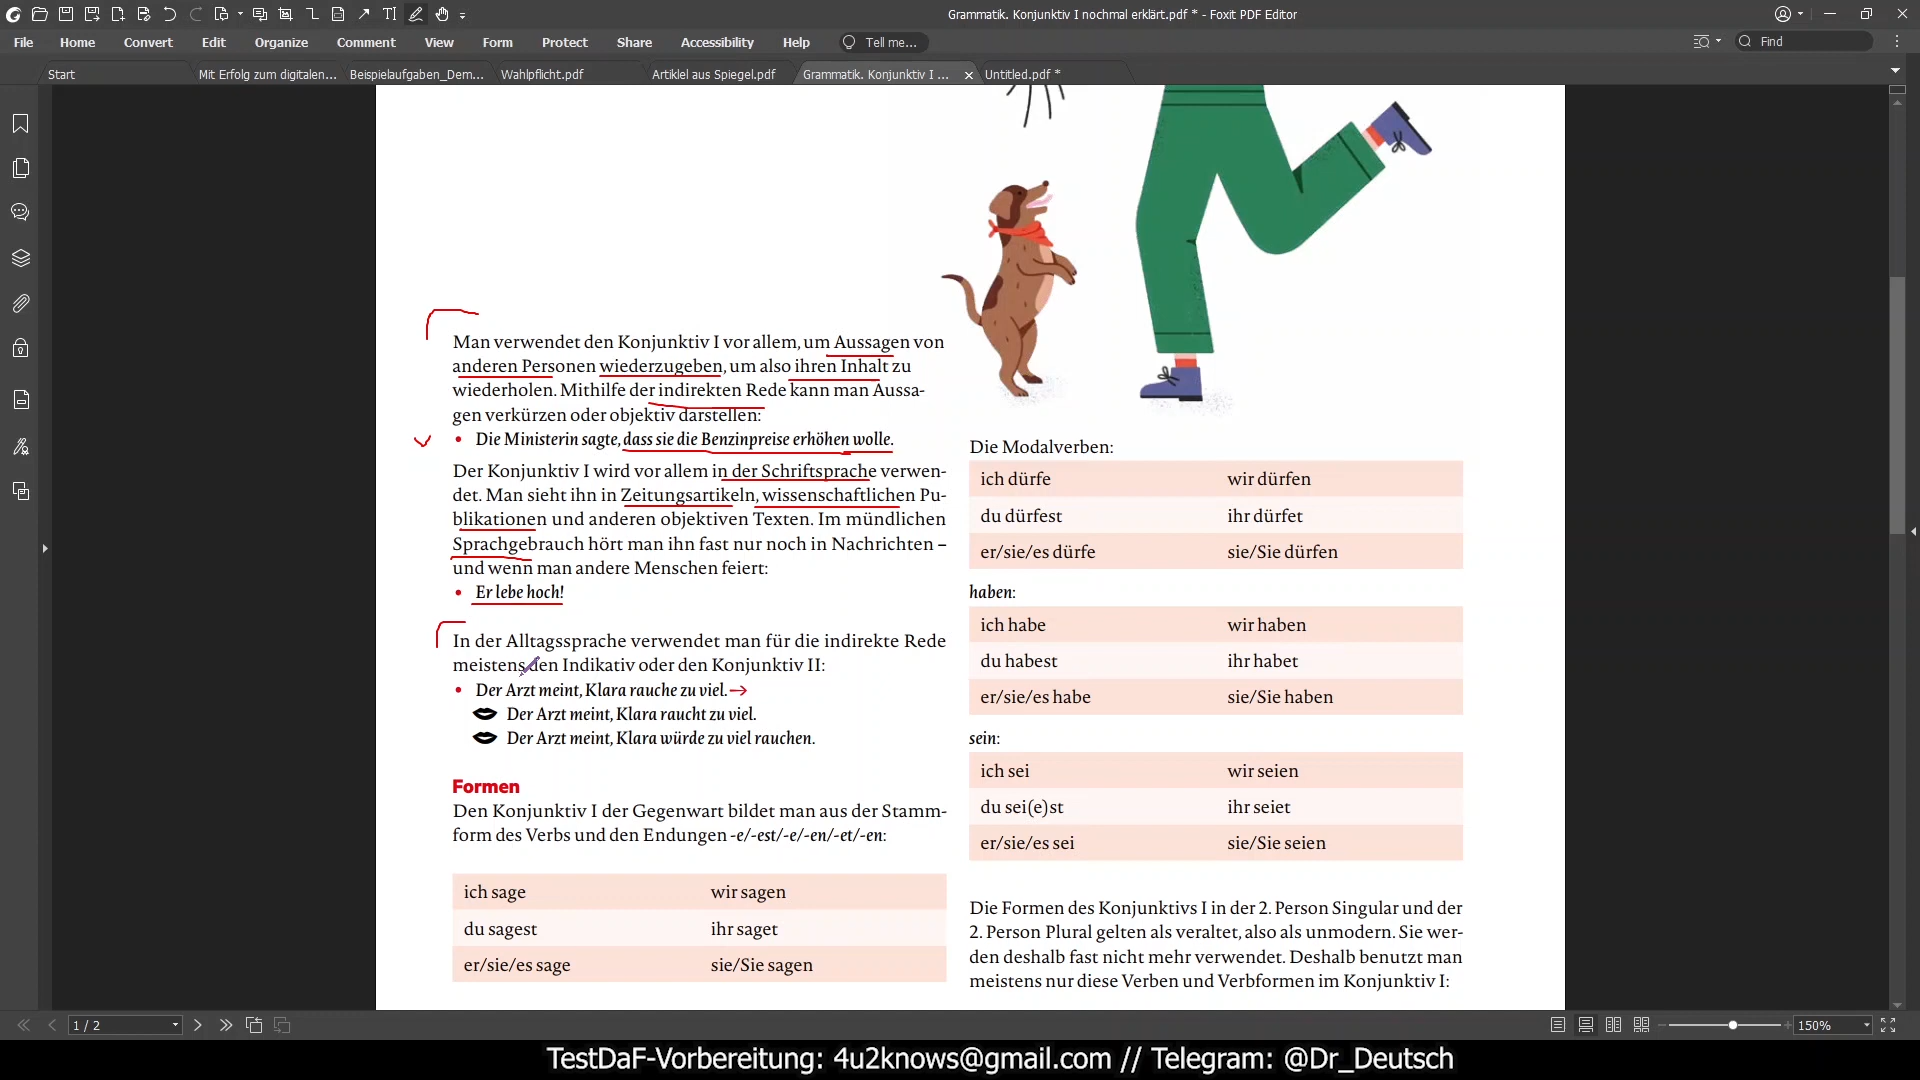 Grammatik. Konjunktiv I nochmal erklärt.pdf * - Foxit PDF Editor
File Home Convert Edit Organize Comment View Form Protect Share Accessibility Help Tell me... Find
Start Mit Erfolg zum digitalen... Beispielaufgaben_Dem... Wahlpflicht.pdf Artiklel aus Spiegel.pdf Grammatik. Konjunktiv I ... Untitled.pdf *
Man verwendet den Konjunktiv I vor allem, um Aussagen von
anderen Personen wiederzugeben, um also ihren Inhalt zu
wiederholen. Mithilfe der indirekten Rede kann man Aussa-
gen verkürzen oder objektiv darstellen:
• Die Ministerin sagte, dass sie die Benzinpreise erhöhen wolle.
Der Konjunktiv I wird vor allem in der Schriftsprache verwen-
det. Man sieht ihn in Zeitungsartikeln, wissenschaftlichen Pu-
blikationen und anderen objektiven Texten. Im mündlichen
Sprachgebrauch hört man ihn fast nur noch in Nachrichten –
und wenn man andere Menschen feiert:
• Er lebe hoch!
In der Alltagssprache verwendet man für die indirekte Rede
meistens den Indikativ oder den Konjunktiv II:
• Der Arzt meint, Klara rauche zu viel. →
Der Arzt meint, Klara raucht zu viel.
Der Arzt meint, Klara würde zu viel rauchen.
Formen
Den Konjunktiv I der Gegenwart bildet man aus der Stamm-
form des Verbs und den Endungen -e/-est/-e/-en/-et/-en:
ich sage wir sagen
du sagest ihr saget
er/sie/es sage sie/Sie sagen
Die Modalverben:
ich dürfe wir dürfen
du dürfest ihr dürfet
er/sie/es dürfe sie/Sie dürfen
haben:
ich habe wir haben
du habest ihr habet
er/sie/es habe sie/Sie haben
sein:
ich sei wir seien
du sei(e)st ihr seiet
er/sie/es sei sie/Sie seien
Die Formen des Konjunktivs I in der 2. Person Singular und der
2. Person Plural gelten als veraltet, also als unmodern. Sie wer-
den deshalb fast nicht mehr verwendet. Deshalb benutzt man
meistens nur diese Verben und Verbformen im Konjunktiv I:
1 / 2 150%
TestDaF-Vorbereitung: 4u2knows@gmail.com // Telegram: @Dr_Deutsch